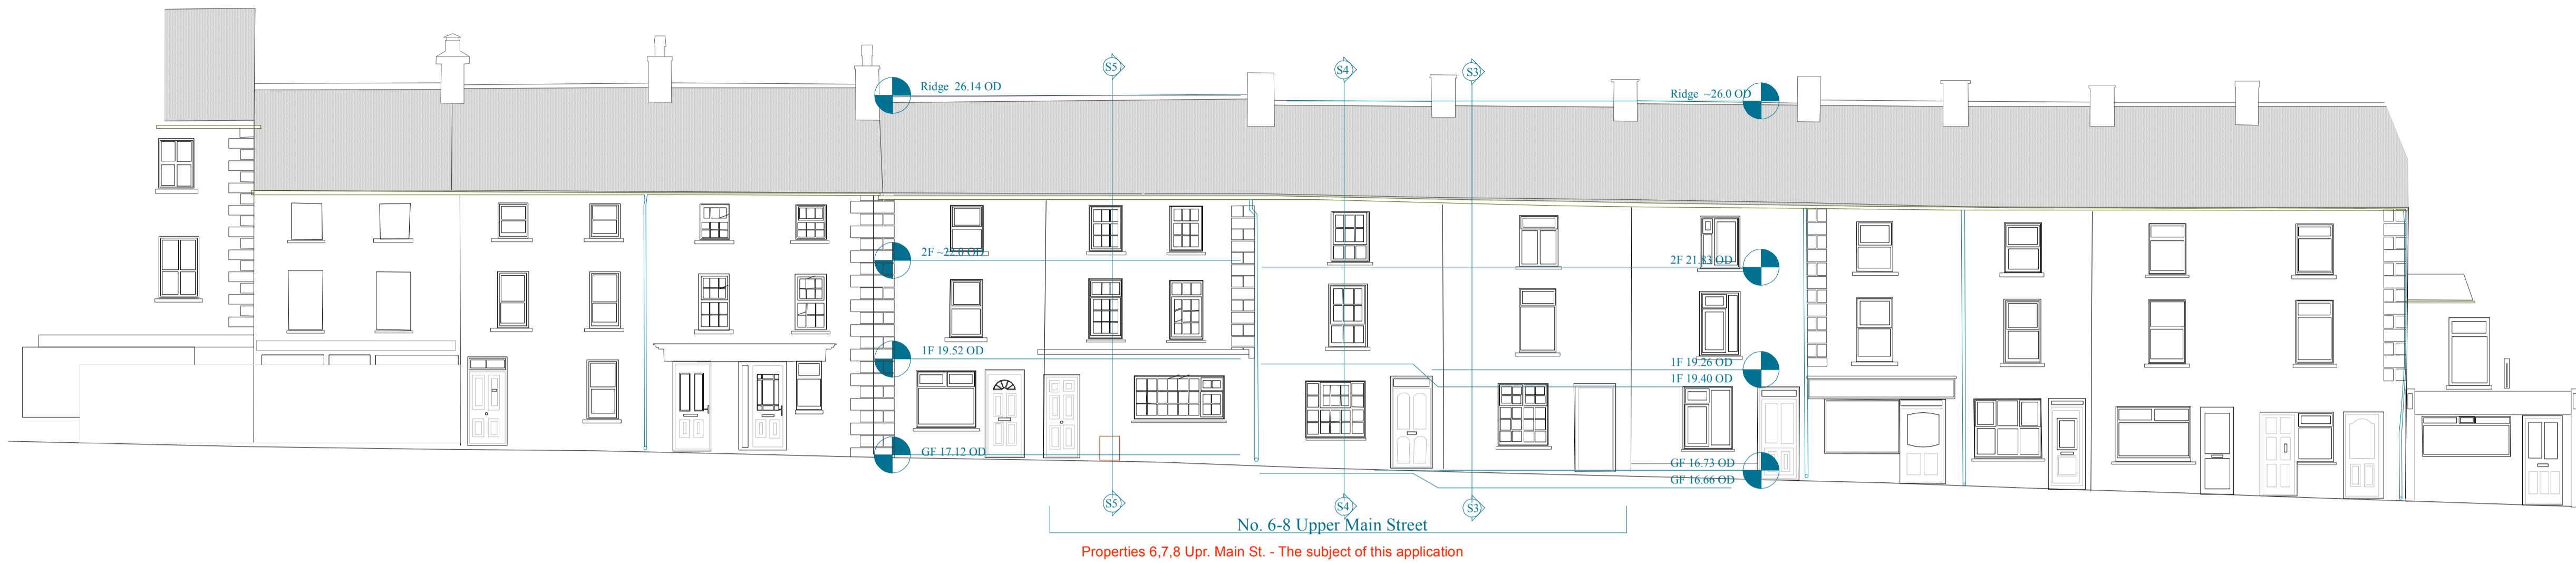 S5
S4
S3
Ridge 26.14 OD
Ridge ~26.0 OD
2F ~22.0 OD
2F 21.83 OD
1F 19.52 OD
1F 19.26 OD
1F 19.40 OD
GF 17.12 OD
GF 16.73 OD
GF 16.66 OD
S5
S4
S3
No. 6-8 Upper Main Street
Properties 6,7,8 Upr. Main St. - The subject of this application